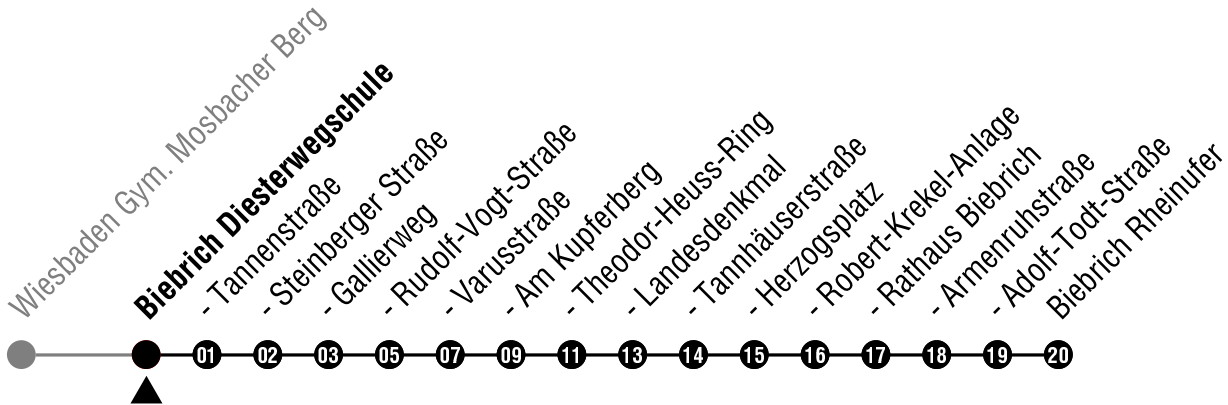 Wiesbaden Gym. Mosbacher Berg
Biebrich Diesterwegschule
- Tannenstraße
- Steinberger Straße
- Gallierweg
- Rudolf-Vogt-Straße
- Varusstraße
- Am Kupferberg
- Theodor-Heuss-Ring
- Landesdenkmal
- Tannhäuserstraße
- Herzogsplatz
- Robert-Krekel-Anlage
- Rathaus Biebrich
- Armenruhstraße
- Adolf-Todt-Straße
Biebrich Rheinufer
01 02 03 05 07 09 11 13 14 15 16 17 18 19 20